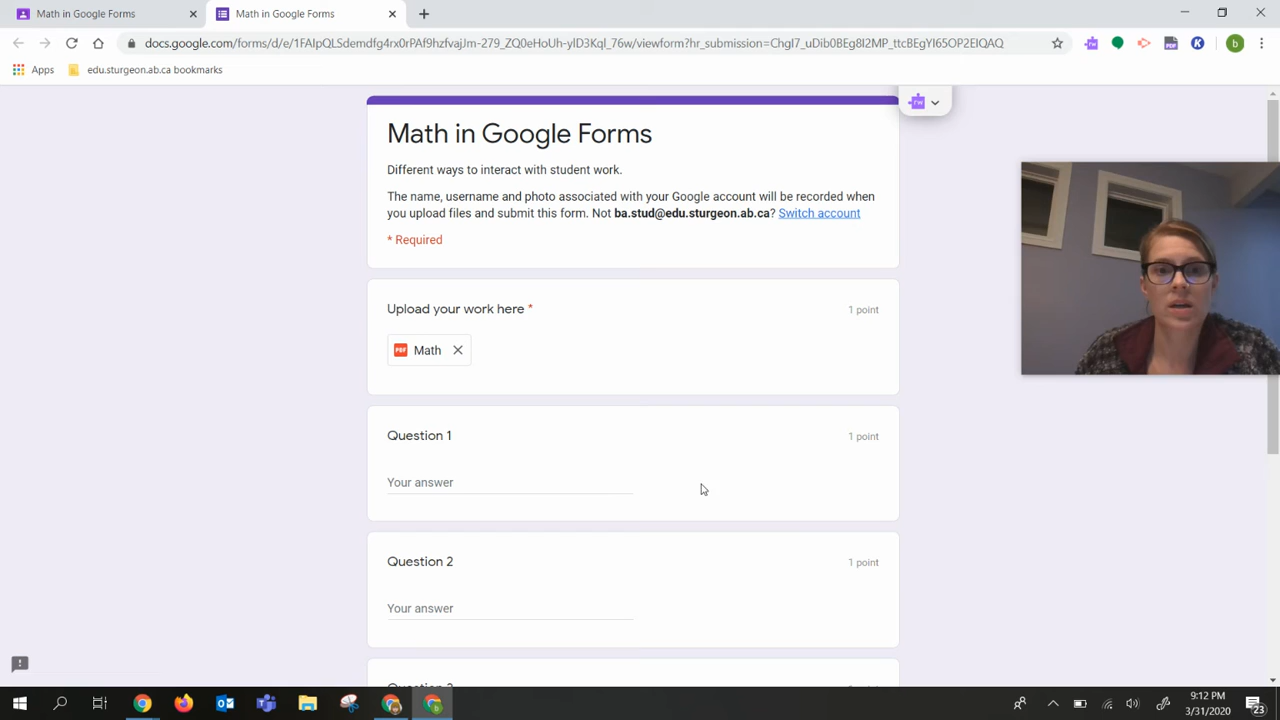 Math in Google Forms
Math in Google Forms
docs.google.com/forms/d/e/1FAIpQLSdemdfg4rx0rPAf9hzfvajJm-279_ZQ0eHoUh-yID3Kql_76w/viewform?hr_submission=ChgI7_uDib0BEg8I2MP_ttcBEgYI65OP2EIQAQ
b
Apps
edu.sturgeon.ab.ca bookmarks
rw
Math in Google Forms
Different ways to interact with student work.
The name, username and photo associated with your Google account will be recorded when
you upload files and submit this form. Not ba.stud@edu.sturgeon.ab.ca? Switch account
* Required
Upload your work here *
1 point
PDF
Math
Question 1
1 point
Your answer
Question 2
1 point
Your answer
9:12 PM
3/31/2020
23